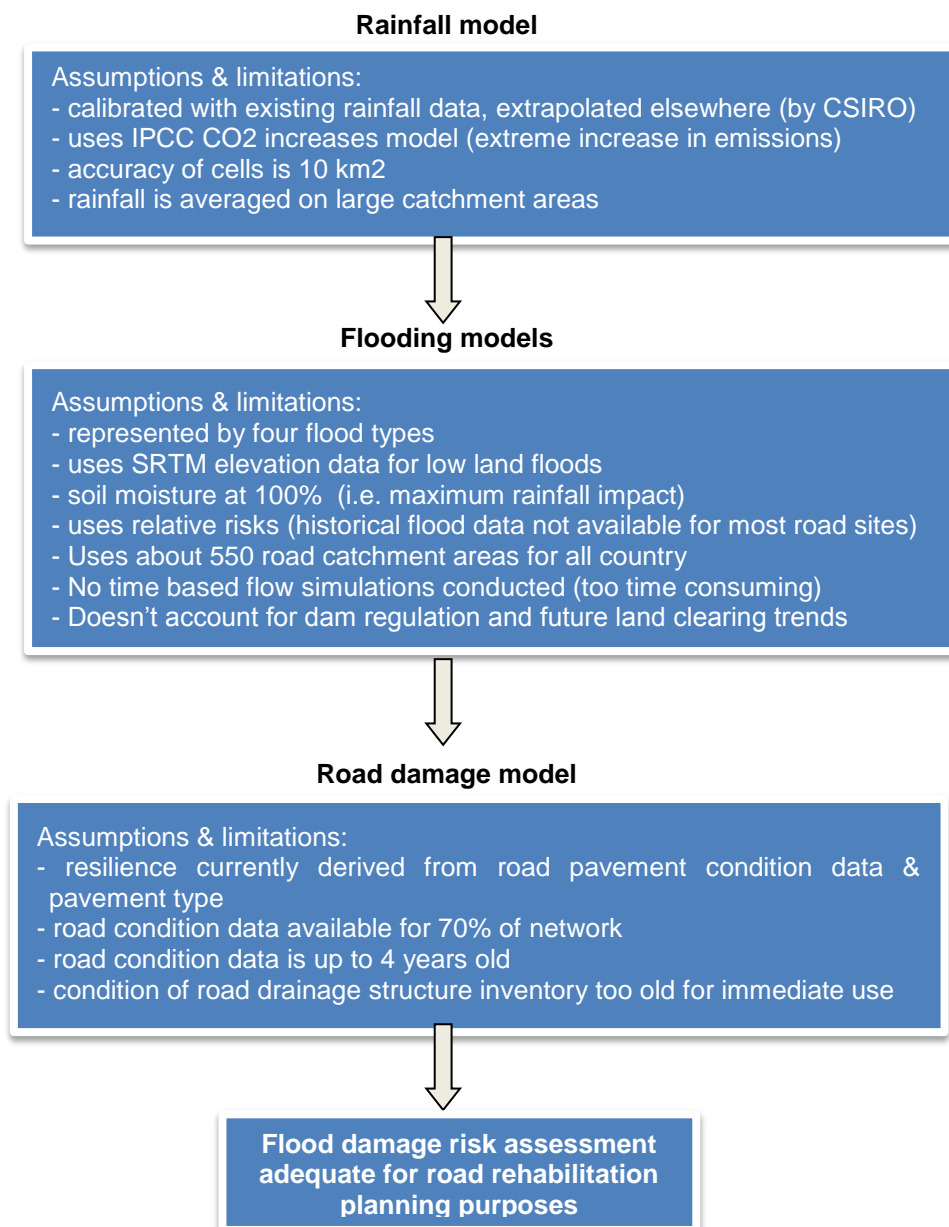 Rainfall model
Assumptions & limitations:
- calibrated with existing rainfall data, extrapolated elsewhere (by CSIRO)
- uses IPCC CO2 increases model (extreme increase in emissions)
- accuracy of cells is 10 km2
- rainfall is averaged on large catchment areas
Flooding models
Assumptions & limitations:
- represented by four flood types
- uses SRTM elevation data for low land floods
- soil moisture at 100% (i.e. maximum rainfall impact)
- uses relative risks (historical flood data not available for most road sites)
- Uses about 550 road catchment areas for all country
- No time based flow simulations conducted (too time consuming)
- Doesn't account for dam regulation and future land clearing trends
Road damage model
Assumptions & limitations:
- resilience currently derived from road pavement condition data &
pavement type
- road condition data available for 70% of network
- road condition data is up to 4 years old
- condition of road drainage structure inventory too old for immediate use
Flood damage risk assessment
adequate for road rehabilitation
planning purposes